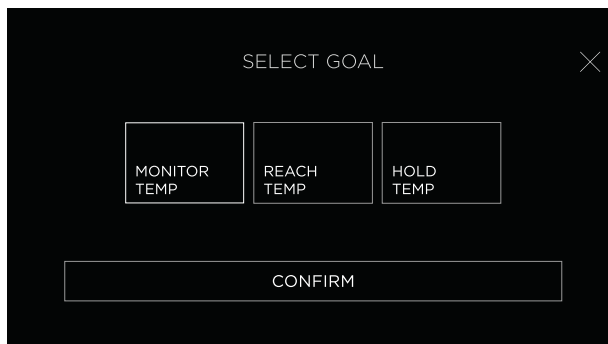 SELECT GOAL
MONITOR
TEMP
REACH
TEMP
HOLD
TEMP
CONFIRM